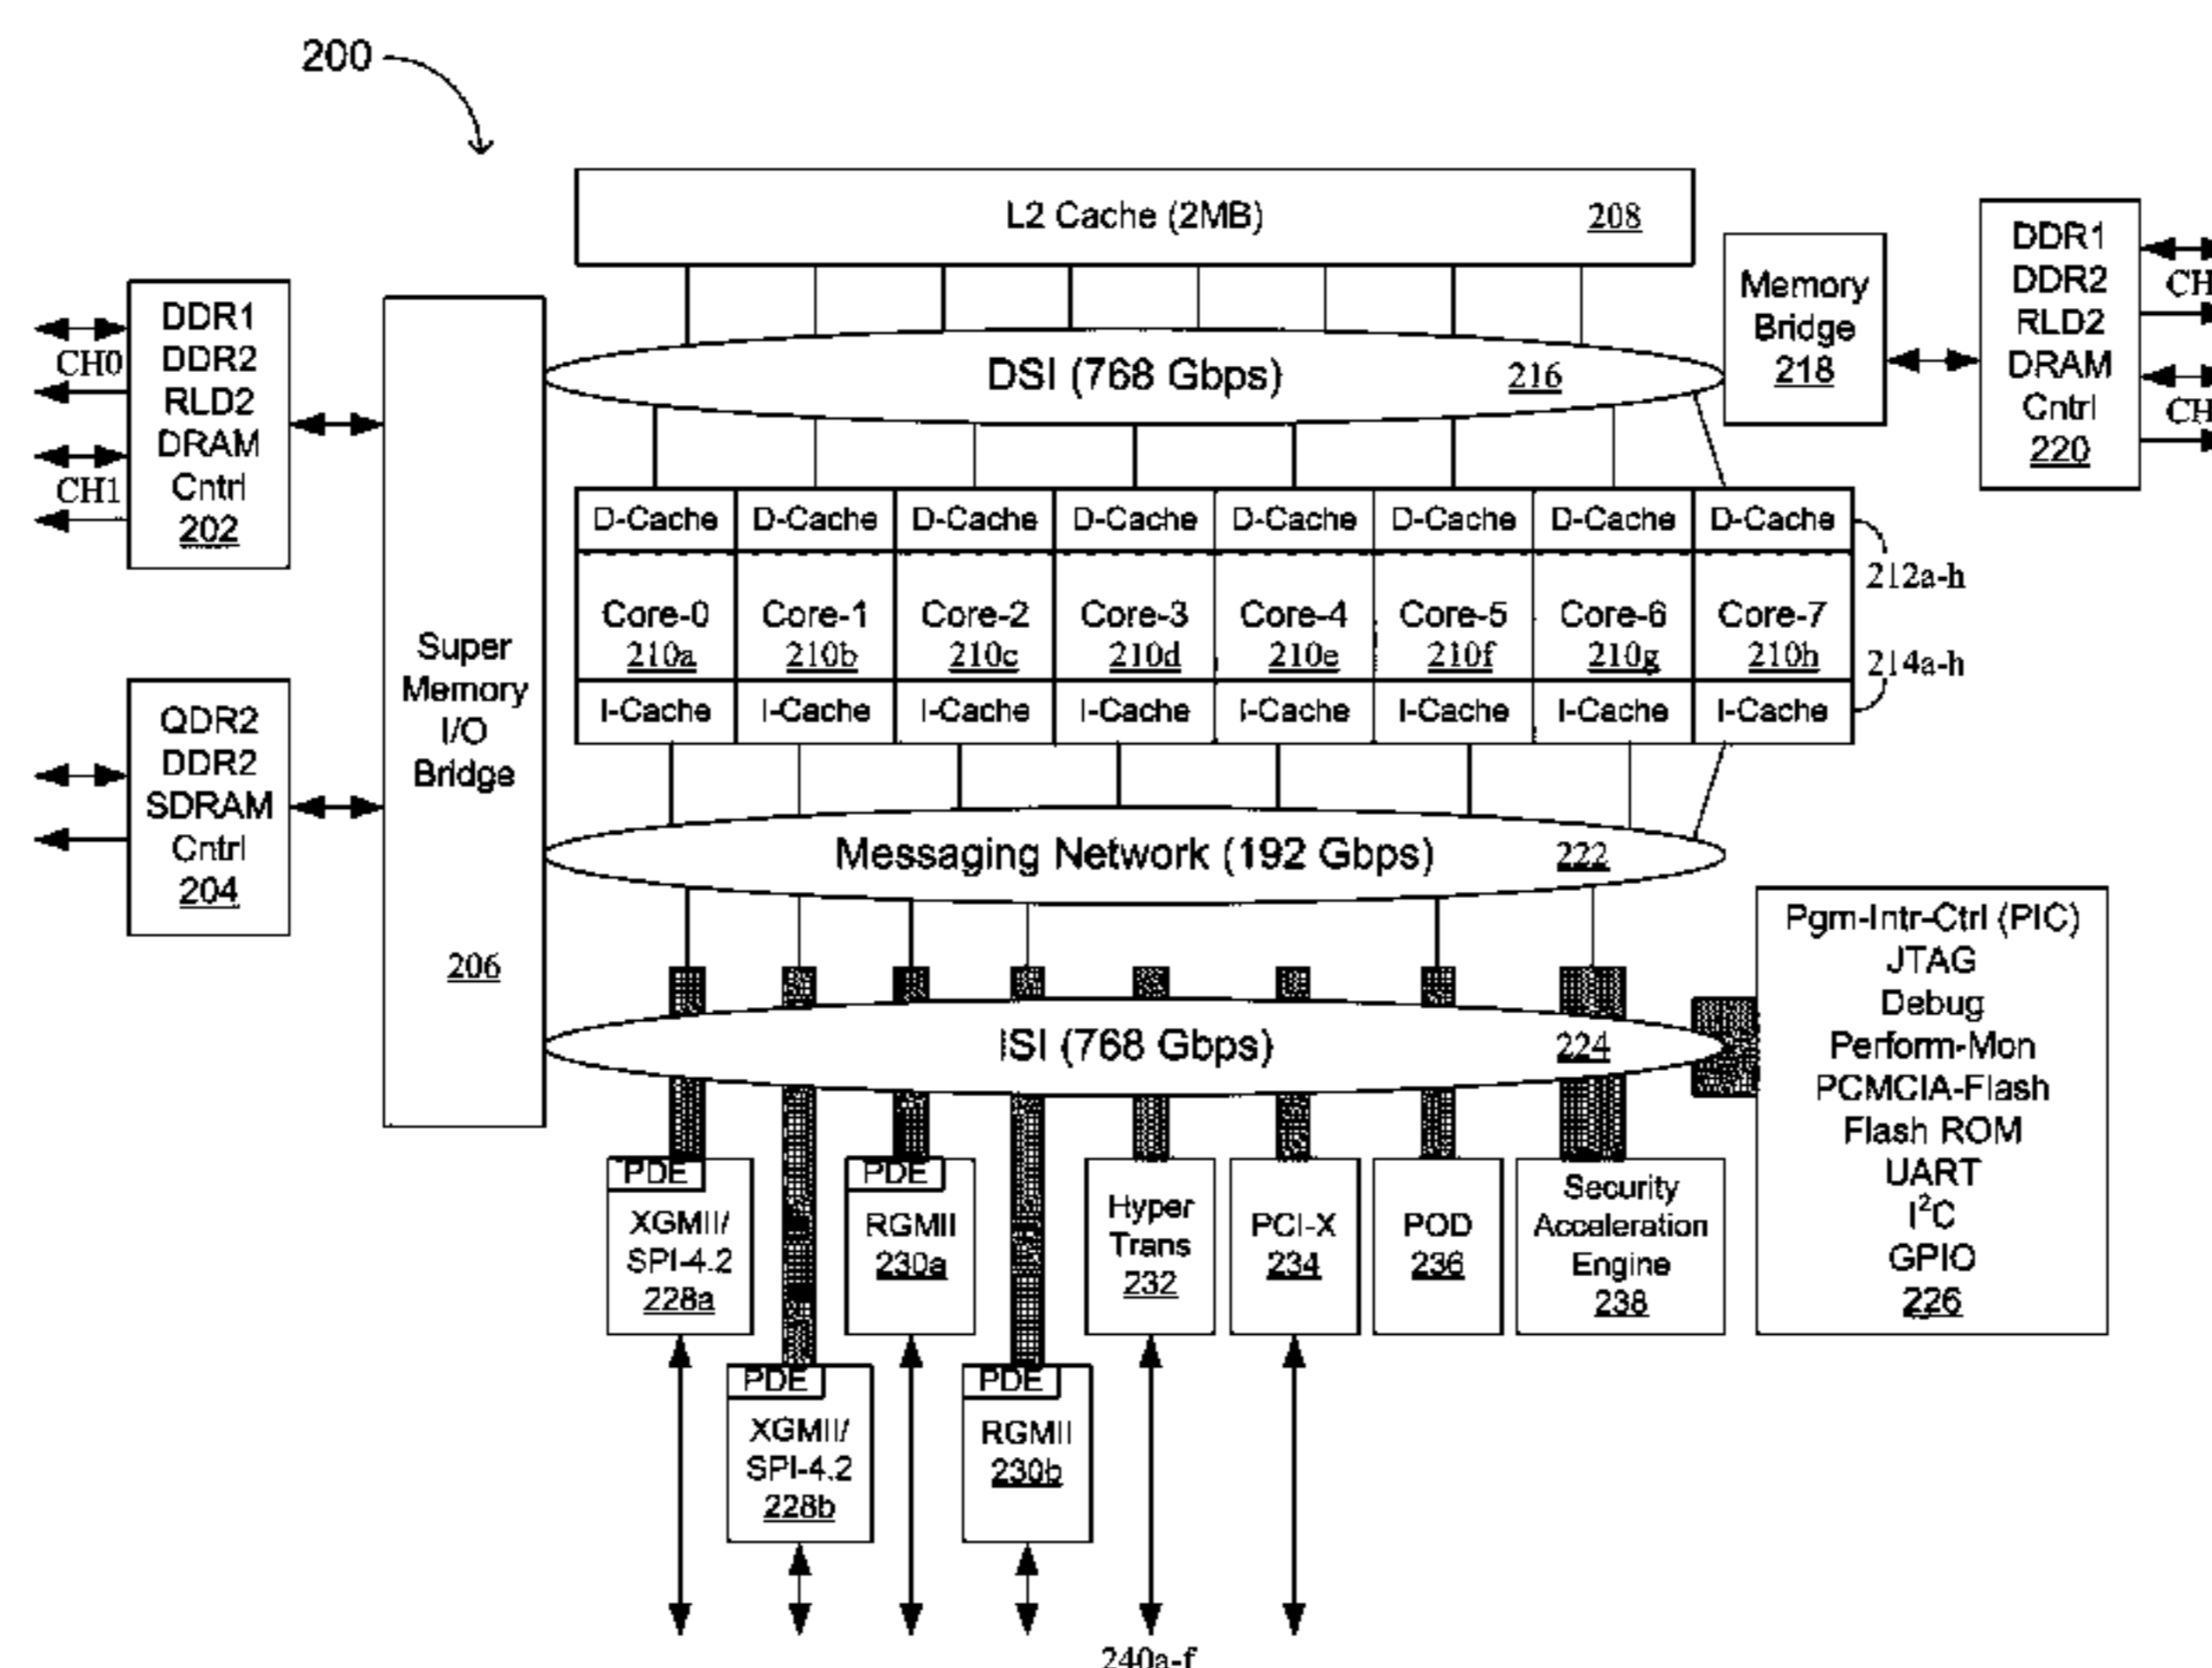 200
L2 Cache (2MB) 208
DDR1
DDR2
RLD2
DRAM
Cntrl
202
CH0
CH1
Memory
Bridge
218
DDR1
DDR2
RLD2
DRAM
Cntrl
220
CH
CH
DSI (768 Gbps) 216
D-Cache D-Cache D-Cache D-Cache D-Cache D-Cache D-Cache D-Cache
212a-h
Core-0 Core-1 Core-2 Core-3 Core-4 Core-5 Core-6 Core-7
210a 210b 210c 210d 210e 210f 210g 210h
214a-h
I-Cache I-Cache I-Cache I-Cache I-Cache I-Cache I-Cache I-Cache
Super
Memory
I/O
Bridge
206
QDR2
DDR2
SDRAM
Cntrl
204
Messaging Network (192 Gbps) 222
ISI (768 Gbps) 224
Pgm-Intr-Ctrl (PIC)
JTAG
Debug
Perform-Mon
PCMCIA-Flash
Flash ROM
UART
I²C
GPIO
226
PDE
XGMII/
SPI-4.2
228a
PDE
RGMII
230a
Hyper
Trans
232
PCI-X
234
POD
236
Security
Acceleration
Engine
238
PDE
XGMII/
SPI-4.2
228b
PDE
RGMII
230b
240a-f